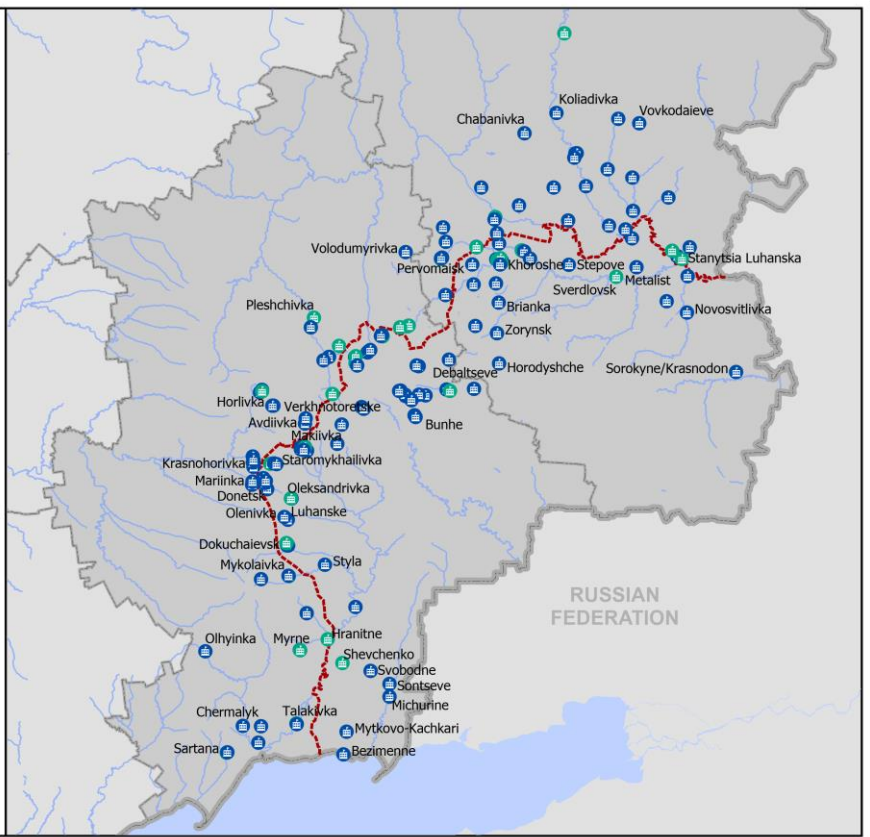 Koliadivka
Vovkodaieve
Chabanivka
Volodumyrivka
Pervomaisk
Khoroshe
Stepove
Stanytsia Luhanska
Metalist
Sverdlovsk
Pleshchivka
Brianka
Novosvitlivka
Zorynsk
Debaltseve
Horodyshche
Sorokyne/Krasnodon
Horlivka
Verkhnotoretske
Avdiivka
Bunhe
Makiivka
Krasnohorivka
Staromykhailivka
Mariinka
Donetsk
Oleksandrivka
Olenivka
Luhanske
Dokuchaievsk
Styla
Mykolaivka
RUSSIAN
FEDERATION
Olhyinka
Myrne
Hranitne
Shevchenko
Svobodne
Sontseve
Michurine
Chermalyk
Talakivka
Mytkovo-Kachkari
Sartana
Bezimenne